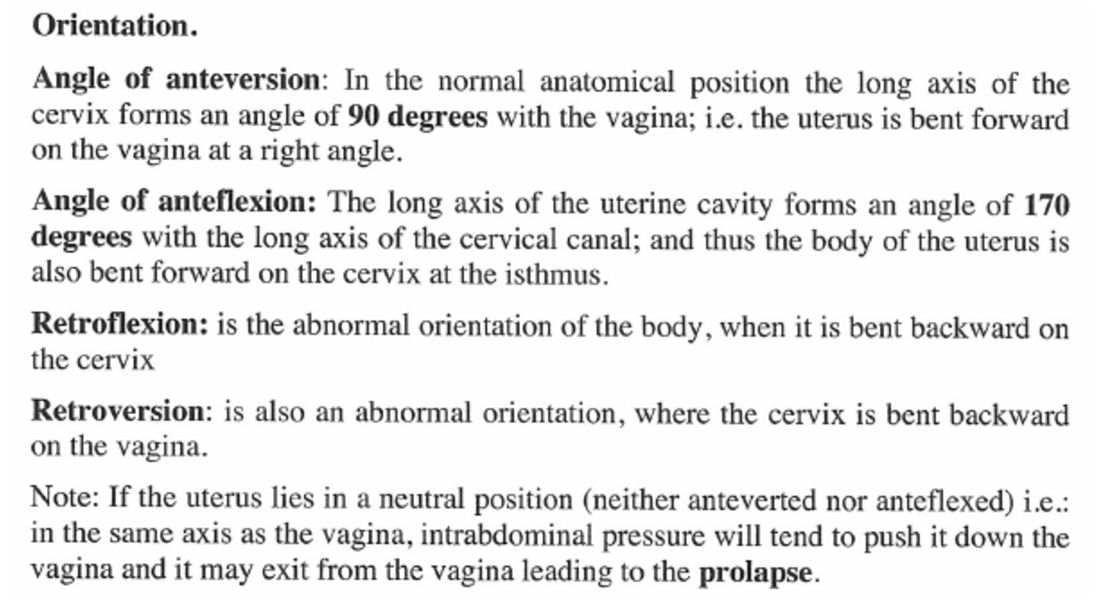 Orientation.
Angle of anteversion: In the normal anatomical position the long axis of the
cervix forms an angle of 90 degrees with the vagina; i.e. the uterus is bent forward
on the vagina at a right angle.
Angle of anteflexion: The long axis of the uterine cavity forms an angle of 170
degrees with the long axis of the cervical canal; and thus the body of the uterus is
also bent forward on the cervix at the isthmus.
Retroflexion: is the abnormal orientation of the body, when it is bent backward on
the cervix
Retroversion: is also an abnormal orientation, where the cervix is bent backward
on the vagina.
Note: If the uterus lies in a neutral position (neither anteverted nor anteflexed) i.e.:
in the same axis as the vagina, intrabdominal pressure will tend to push it down the
vagina and it may exit from the vagina leading to the prolapse.